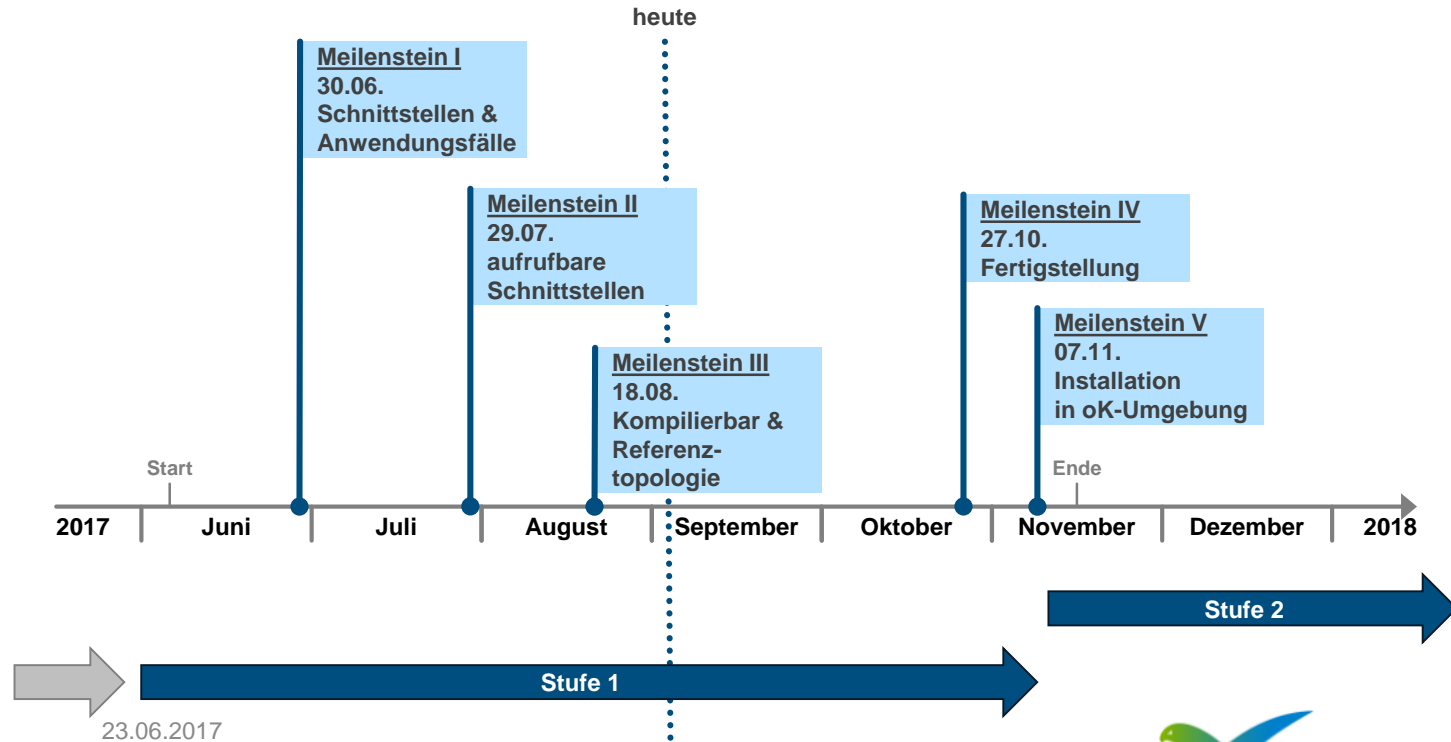 heute
Meilenstein I
30.06.
Schnittstellen &
Anwendungsfälle
Meilenstein II
29.07.
aufrufbare
Schnittstellen
Meilenstein III
18.08.
Kompilierbar &
Referenz-
topologie
Meilenstein IV
27.10.
Fertigstellung
Meilenstein V
07.11.
Installation
in oK-Umgebung
Start
Ende
2017 Juni Juli August September Oktober November Dezember 2018
Stufe 2
Stufe 1
23.06.2017